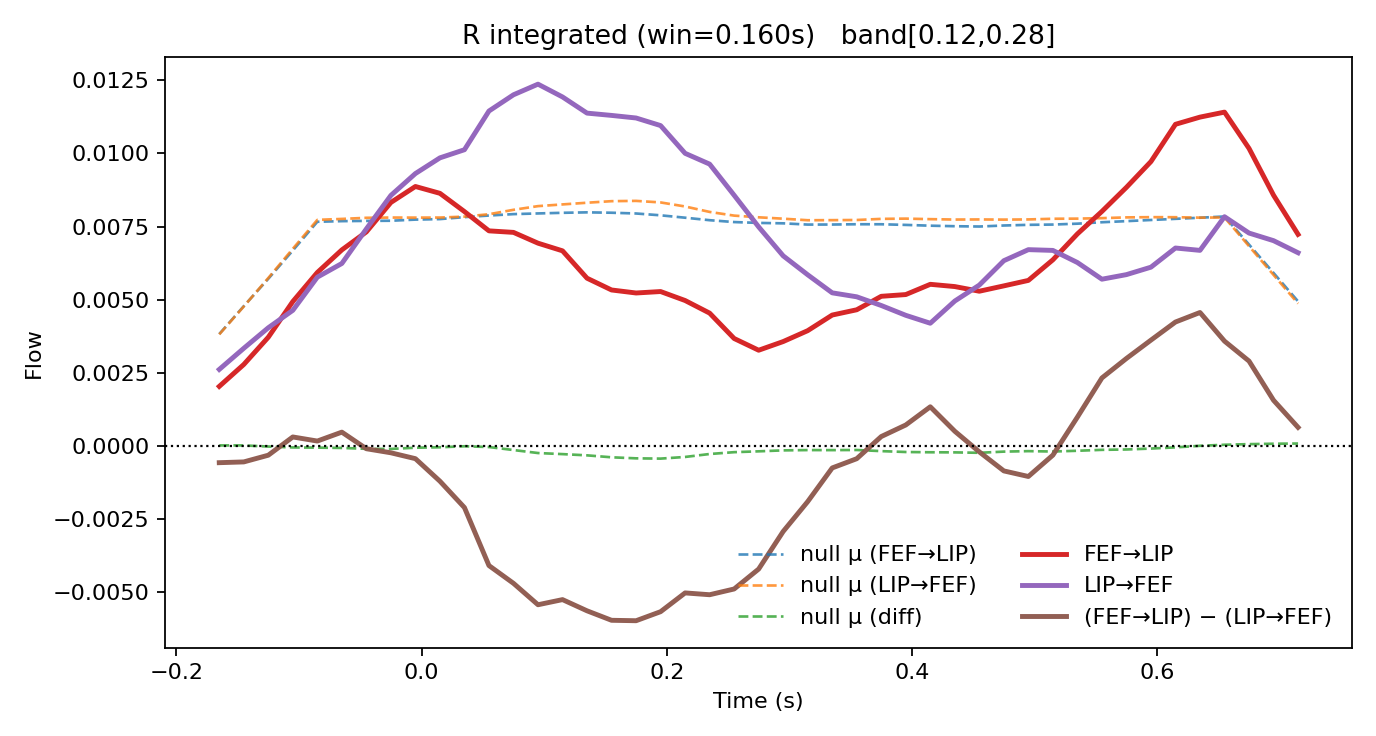 R integrated (win=0.160s)   band[0.12,0.28]
0.0125
0.0100
0.0075
0.0050
0.0025
0.0000
−0.0025
−0.0050
Flow
null μ (FEF→LIP)
null μ (LIP→FEF)
null μ (diff)
FEF→LIP
LIP→FEF
(FEF→LIP) − (LIP→FEF)
−0.2 0.0 0.2 0.4 0.6
Time (s)